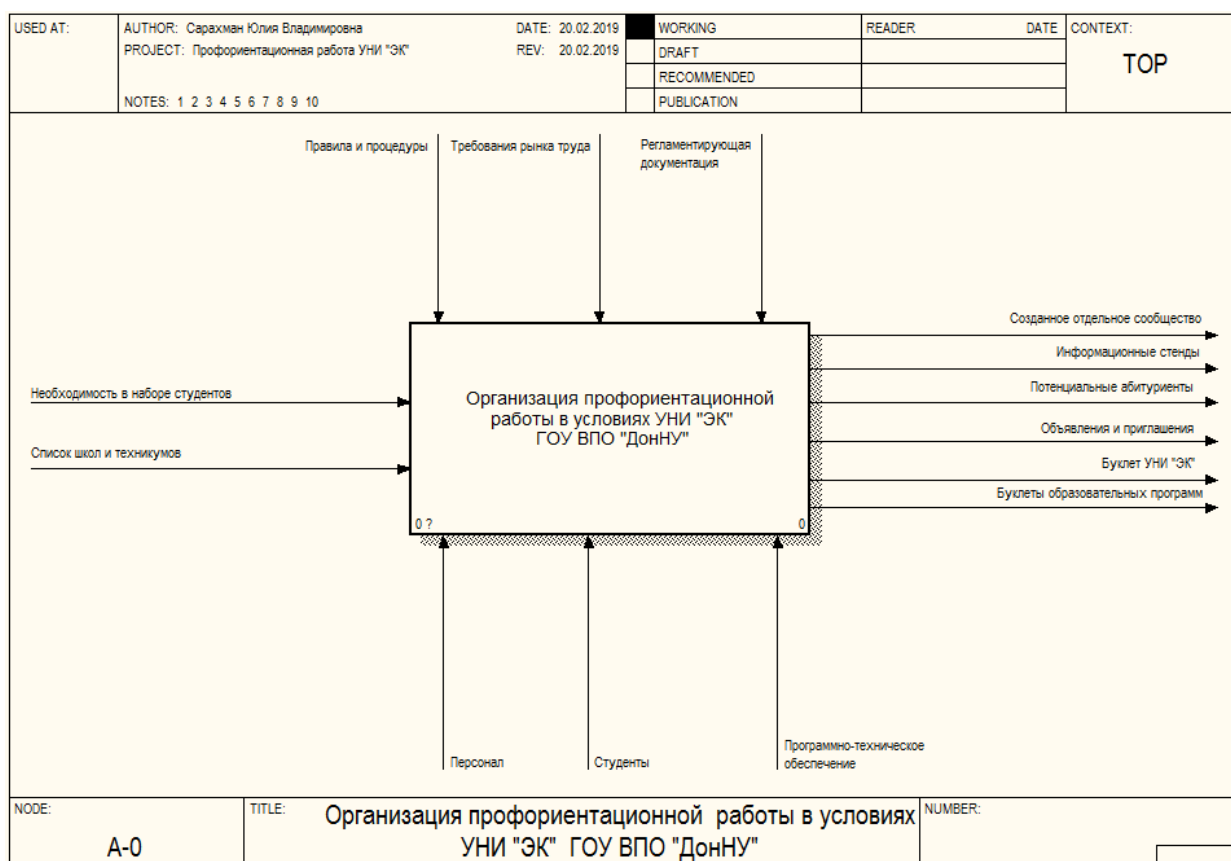 USED AT:
AUTHOR: Сарахман Юлия Владимировна
DATE: 20.02.2019
PROJECT: Профориентационная работа УНИ "ЭК"
REV: 20.02.2019
NOTES: 1 2 3 4 5 6 7 8 9 10
WORKING
DRAFT
RECOMMENDED
PUBLICATION
READER
DATE
CONTEXT:
TOP
Правила и процедуры
Требования рынка труда
Регламентирующая
документация
Необходимость в наборе студентов
Список школ и техникумов
Организация профориентационной
работы в условиях УНИ "ЭК"
ГОУ ВПО "ДонНУ"
0 ?
0
Созданное отдельное сообщество
Информационные стенды
Потенциальные абитуриенты
Объявления и приглашения
Буклет УНИ "ЭК"
Буклеты образовательных программ
Персонал
Студенты
Программно-техническое
обеспечение
NODE:
A-0
TITLE:
Организация профориентационной работы в условиях
УНИ "ЭК" ГОУ ВПО "ДонНУ"
NUMBER: